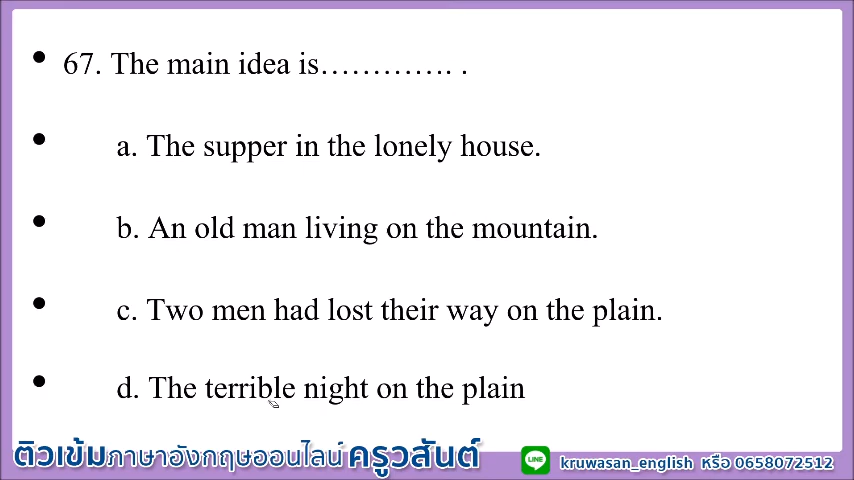 • 67. The main idea is…………. .
• a. The supper in the lonely house.
• b. An old man living on the mountain.
• c. Two men had lost their way on the plain.
• d. The terrible night on the plain
ติวเข้มภาษาอังกฤษออนไลน์ ครูวสันต์ LINE kruwasan_english หรือ 0658072512